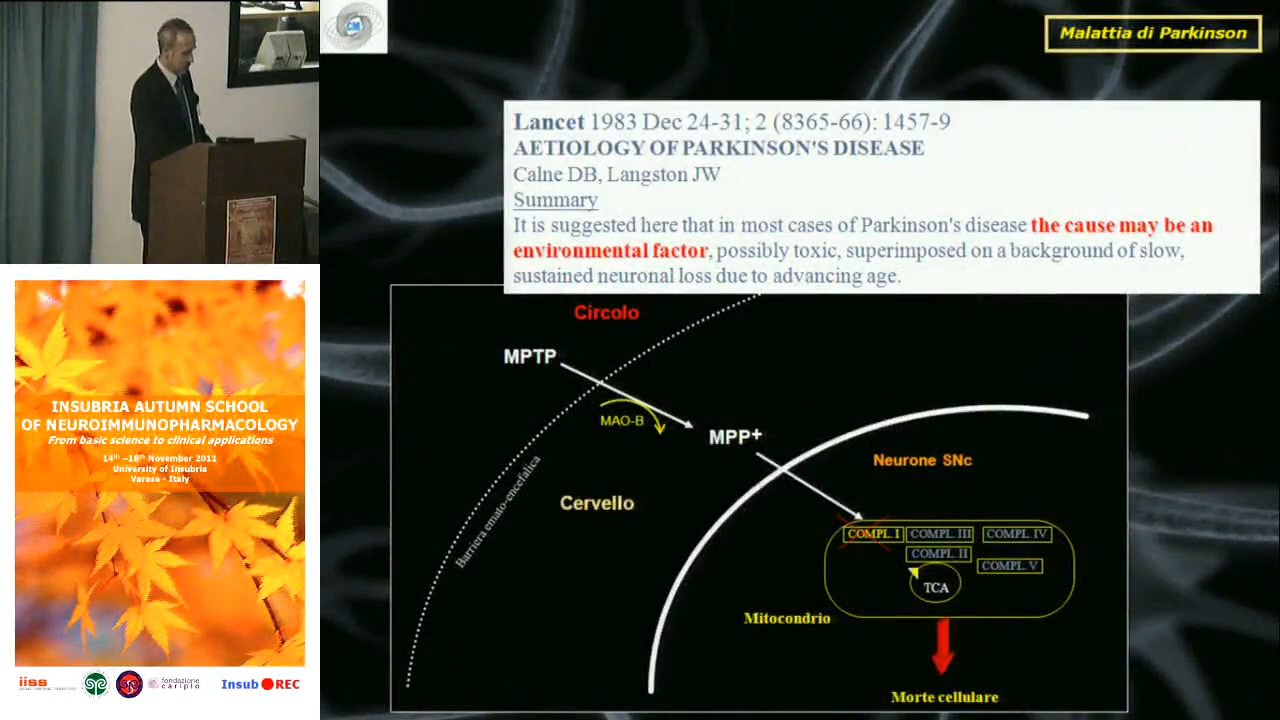 CM
Malattia di Parkinson
Lancet 1983 Dec 24-31; 2 (8365-66): 1457-9
AETIOLOGY OF PARKINSON'S DISEASE
Calne DB, Langston JW
Summary
It is suggested here that in most cases of Parkinson's disease the cause may be an
environmental factor, possibly toxic, superimposed on a background of slow,
sustained neuronal loss due to advancing age.
Circolo
MPTP
MAO-B
MPP+
Barriera emato-encefalica
Cervello
Neurone SNc
COMPL. I
COMPL. III
COMPL. IV
COMPL. II
COMPL. V
TCA
Mitocondrio
Morte cellulare
INSUBRIA AUTUMN SCHOOL
OF NEUROIMMUNOPHARMACOLOGY
From basic science to clinical applications
14th –18th November 2011
University of Insubria
Varese - Italy
iiss
fondazione
cariplo
Insub REC